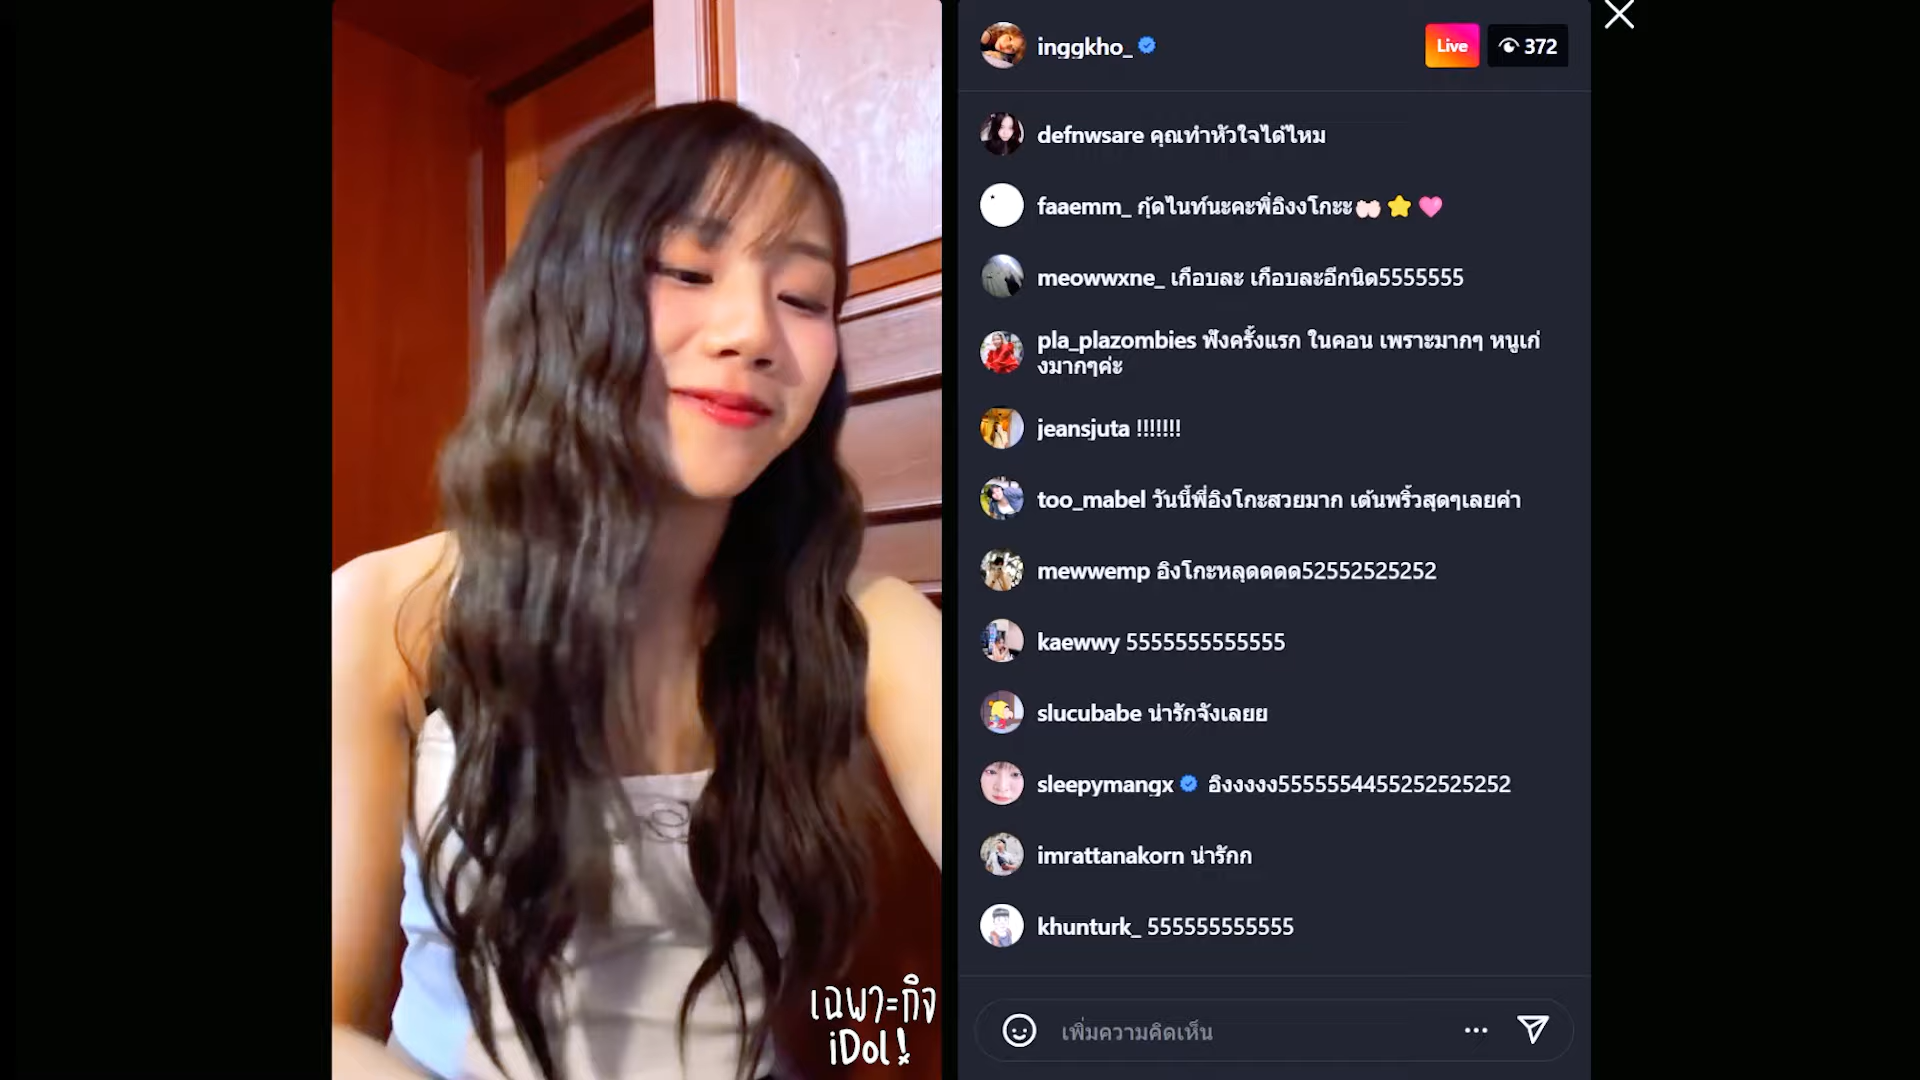 inggkho_
Live
372
defnwsare คุณทำหัวใจได้ไหม
faaemm_ กุ้ดไนท์นะคะพี่อิงงโกะะ🫶🏻⭐🩷
meowwxne_ เกือบละ เกือบละอีกนิด5555555
pla_plazombies ฟังครั้งแรก ในคอน เพราะมากๆ หนูเก่
งมากๆค่ะ
jeansjuta !!!!!!!
too_mabel วันนี้พี่อิงโกะสวยมาก เต้นพริ้วสุดๆเลยค่า
mewwemp อิงโกะหลุดดดด52552525252
kaewwy 5555555555555
slucubabe น่ารักจังเลยย
sleepymangx อิงงงงง5555554455252525252
imrattanakorn น่ารักก
khunturk_ 555555555555
เฉพาะกิจ
iDol!
เพิ่มความคิดเห็น